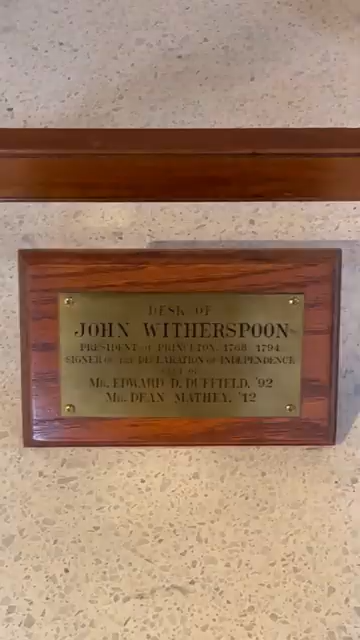 DESK OF
JOHN WITHERSPOON
PRESIDENT OF PRINCETON, 1768-1794
SIGNER OF THE DECLARATION OF INDEPENDENCE
GIFT OF
MR. EDWARD D. DUFFIELD, '92
MR. DEAN MATHEY, '12